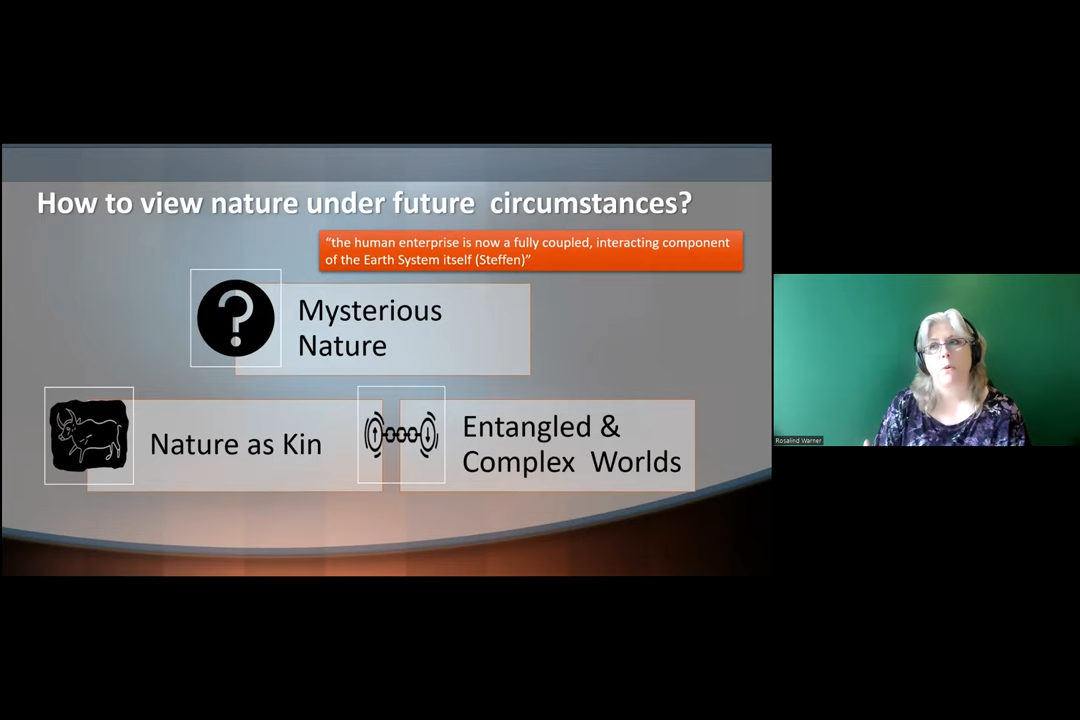 How to view nature under future circumstances?
“the human enterprise is now a fully coupled, interacting component
of the Earth System itself (Steffen)”
Mysterious
Nature
Nature as Kin
Entangled &
Complex Worlds
Rosalind Warner